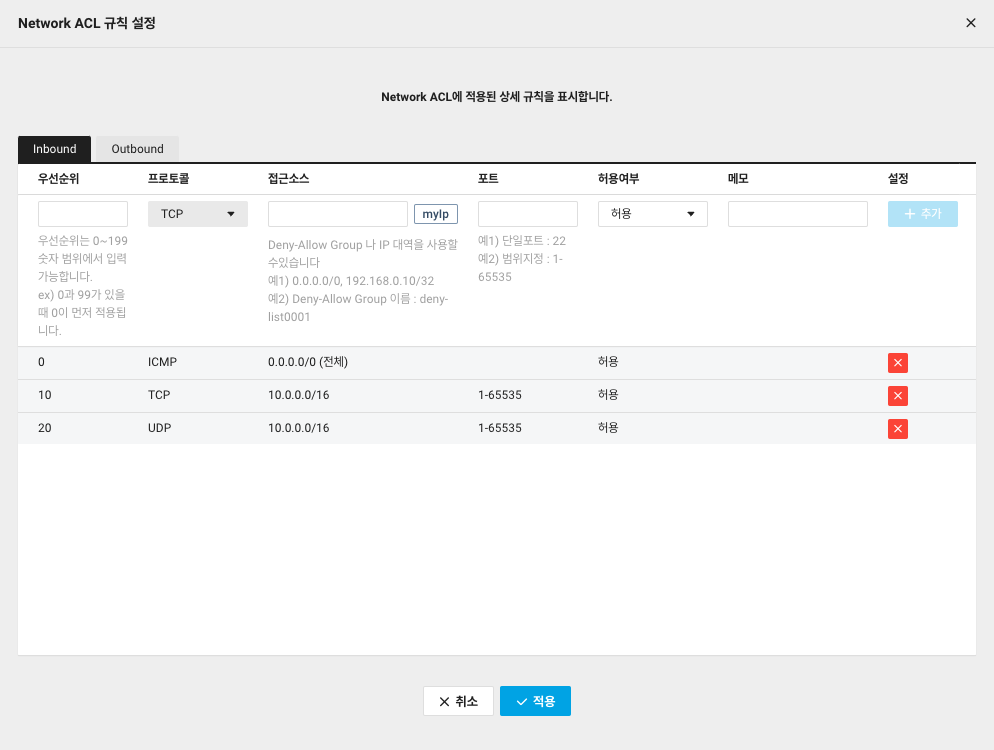 Network ACL 규칙 설정
Network ACL에 적용된 상세 규칙을 표시합니다.
Inbound Outbound
우선순위 프로토콜 접근소스 포트 허용여부 메모 설정
TCP myIp 허용 추가
우선순위는 0~199
숫자 범위에서 입력
가능합니다.
ex) 0과 99가 있을
때 0이 먼저 적용됩
니다.
Deny-Allow Group 나 IP 대역을 사용할
수있습니다
예1) 0.0.0.0/0, 192.168.0.10/32
예2) Deny-Allow Group 이름 : deny-
list0001
예1) 단일포트 : 22
예2) 범위지정 : 1-
65535
0 ICMP 0.0.0.0/0 (전체) 허용
10 TCP 10.0.0.0/16 1-65535 허용
20 UDP 10.0.0.0/16 1-65535 허용
취소 적용